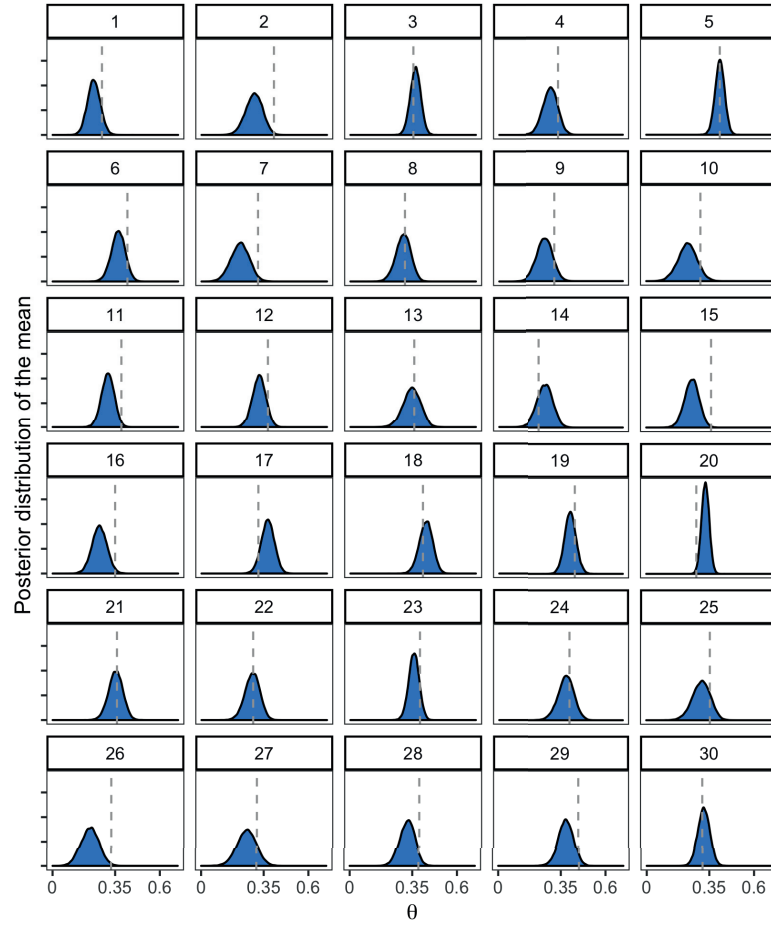 1 2 3 4 5
6 7 8 9 10
11 12 13 14 15
16 17 18 19 20
21 22 23 24 25
26 27 28 29 30
Posterior distribution of the mean
0 0.35 0.6 0 0.35 0.6 0 0.35 0.6 0 0.35 0.6 0 0.35 0.6
θ